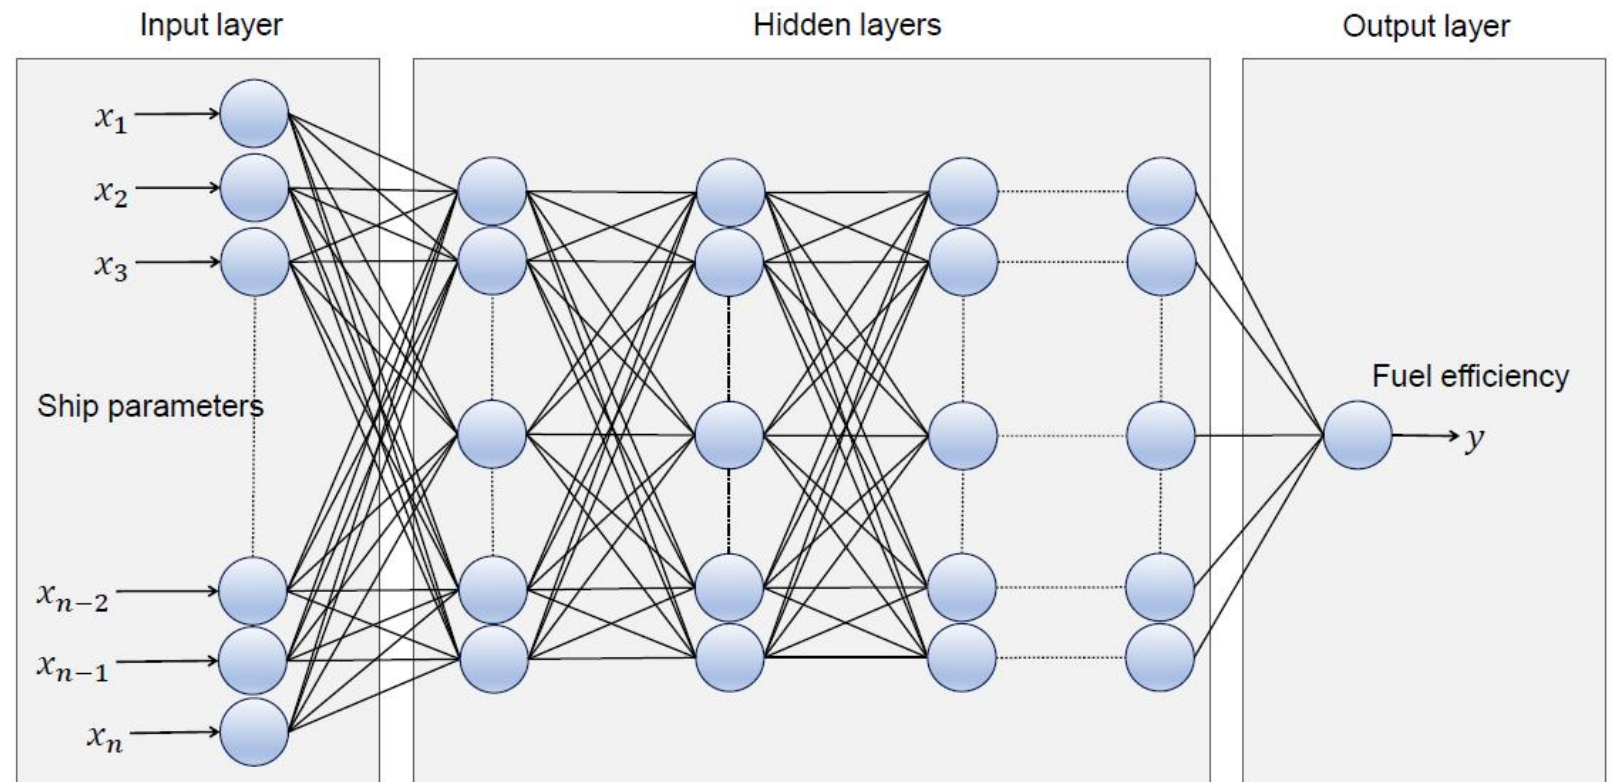 Input layer
Hidden layers
Output layer
x₁
x₂
x₃
Ship parameters
Fuel efficiency
y
xₙ₋₂
xₙ₋₁
xₙ